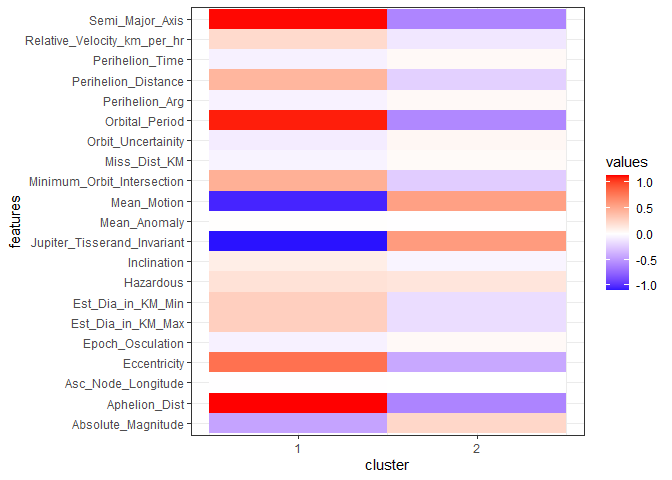 features
Semi_Major_Axis
Relative_Velocity_km_per_hr
Perihelion_Time
Perihelion_Distance
Perihelion_Arg
Orbital_Period
Orbit_Uncertainity
Miss_Dist_KM
Minimum_Orbit_Intersection
Mean_Motion
Mean_Anomaly
Jupiter_Tisserand_Invariant
Inclination
Hazardous
Est_Dia_in_KM_Min
Est_Dia_in_KM_Max
Epoch_Osculation
Eccentricity
Asc_Node_Longitude
Aphelion_Dist
Absolute_Magnitude
1 2
cluster
values
1.0
0.5
0.0
-0.5
-1.0